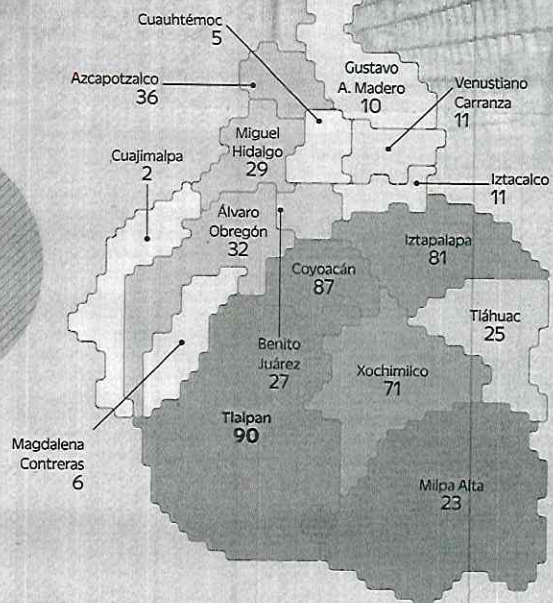 Cuauhtémoc
5
Azcapotzalco
36
Gustavo
A. Madero
10
Venustiano
Carranza
11
Miguel
Hidalgo
29
Cuajimalpa
2
Iztacalco
11
Álvaro
Obregón
32
Iztapalapa
81
Coyoacán
87
Tláhuac
25
Benito
Juárez
27
Xochimilco
71
Tlalpan
90
Magdalena
Contreras
6
Milpa Alta
23